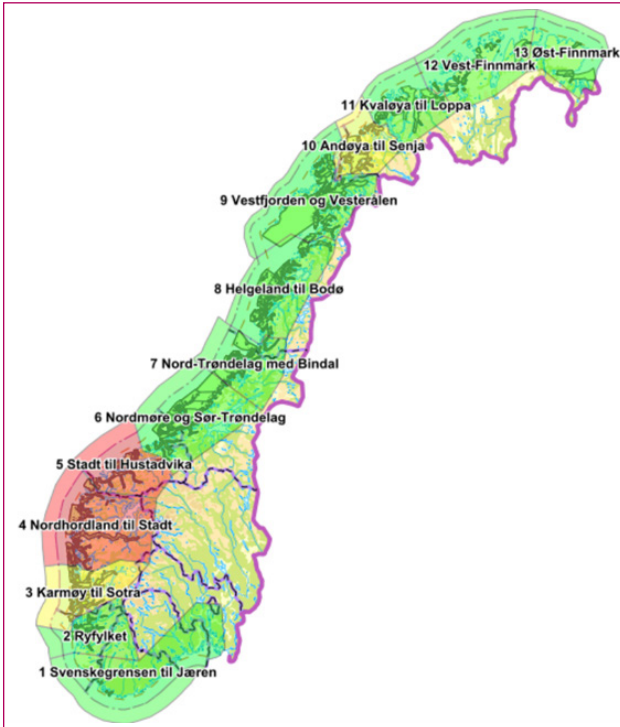 13 Øst-Finnmark
12 Vest-Finnmark
11 Kvaløya til Loppa
10 Andøya til Senja
9 Vestfjorden og Vesterålen
8 Helgeland til Bodø
7 Nord-Trøndelag med Bindal
6 Nordmøre og Sør-Trøndelag
5 Stadt til Hustadvika
4 Nordhordland til Stadt
3 Karmøy til Sotra
2 Ryfylket
1 Svenskegrensen til Jæren